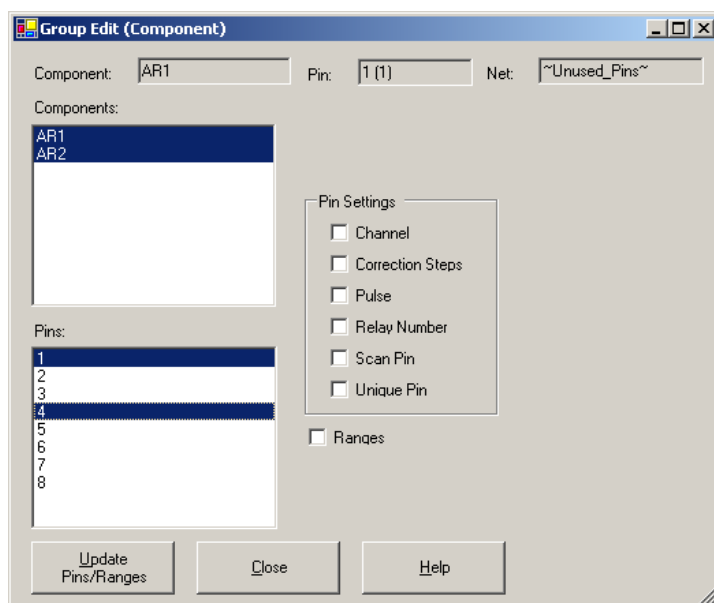 Group Edit (Component)
Component: AR1 Pin: 1 (1) Net: ~Unused_Pins~
Components:
AR1
AR2
Pin Settings
Channel
Correction Steps
Pulse
Relay Number
Scan Pin
Unique Pin
Ranges
Pins:
1
2
3
4
5
6
7
8
Update Pins/Ranges Close Help